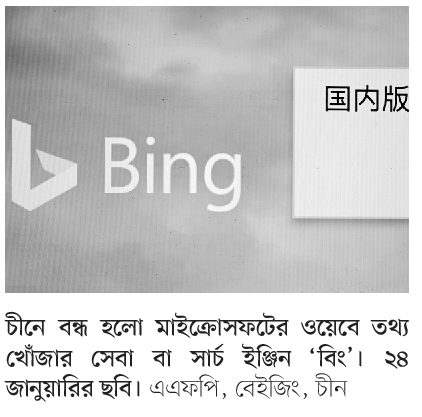 国内版
Bing
চীনে বন্ধ হলো মাইক্রোসফটের ওয়েবে তথ্য
খোঁজার সেবা বা সার্চ ইঞ্জিন ‘বিং’। ২৪
জানুয়ারির ছবি। এএফপি, বেইজিং, চীন